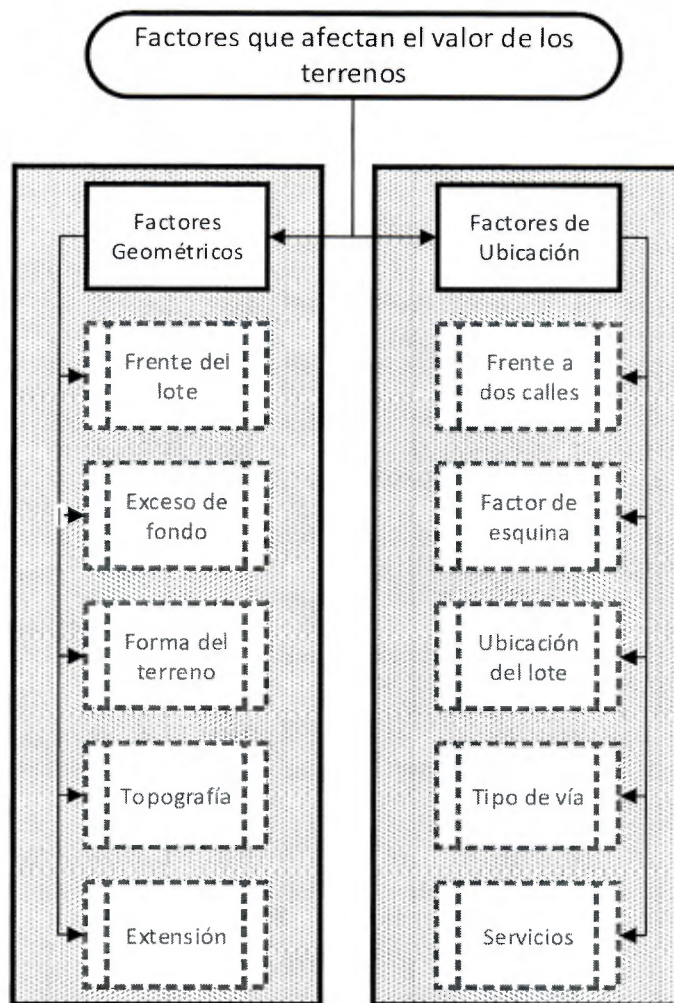 Factores que afectan el valor de los
terrenos
Factores
Geométricos
Frente del
lote
Exceso de
fondo
Forma del
terreno
Topografía
Extensión
Factores de
Ubicación
Frente a
dos calles
Factor de
esquina
Ubicación
del lote
Tipo de vía
Servicios